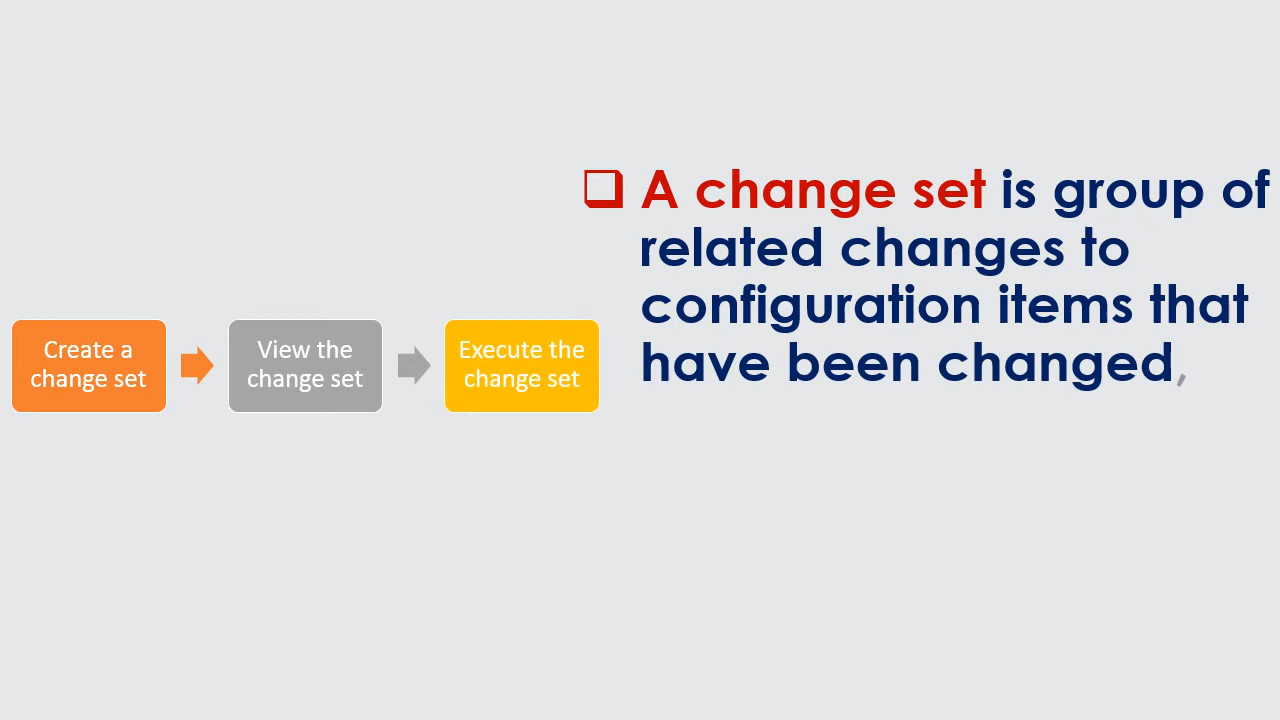 Create a
change set
View the
change set
Execute the
change set
A change set is group of
related changes to
configuration items that
have been changed,